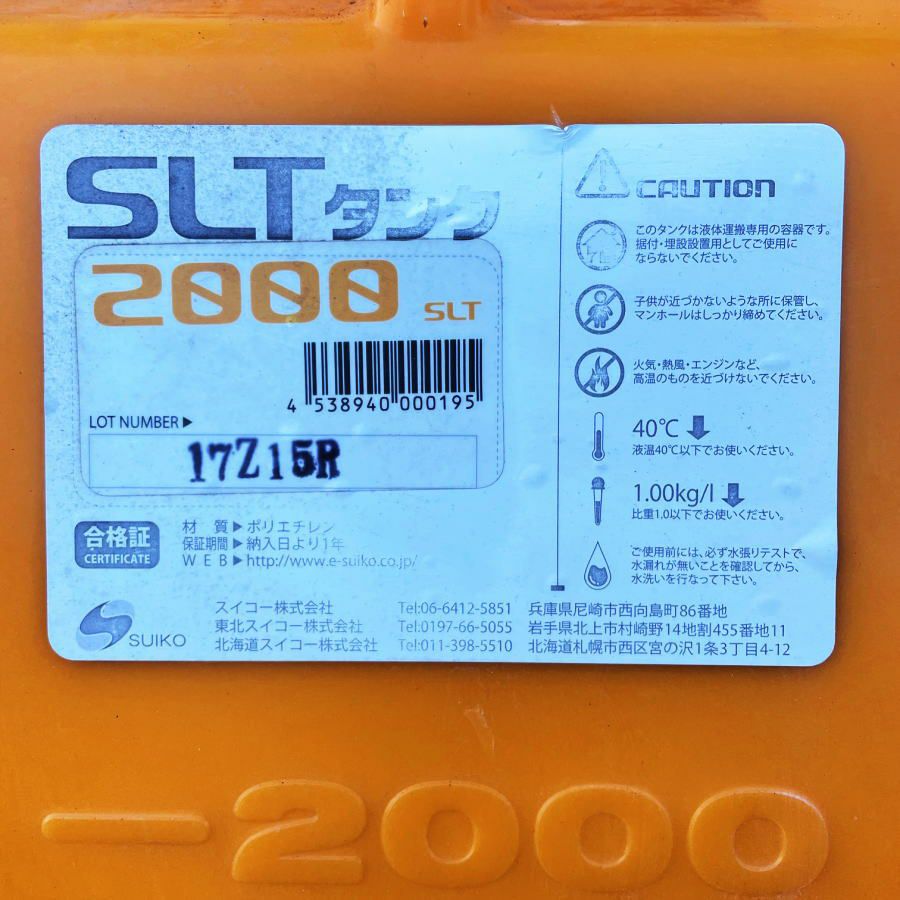 SLTタンク
2000 SLT
4 538940 000195
LOT NUMBER ▶
17Z15R
合格証
CERTIFICATE
材 質 ▶ ポリエチレン
保証期間 ▶ 納入日より1年
WEB ▶ http://www.e-suiko.co.jp/
SUIKO
スイコー株式会社 Tel:06-6412-5851 兵庫県尼崎市西向島町86番地
東北スイコー株式会社 Tel:0197-66-5055 岩手県北上市村崎野14地割455番地11
北海道スイコー株式会社 Tel:011-398-5510 北海道札幌市西区宮の沢1条3丁目4-12
CAUTION
このタンクは液体運搬専用の容器です。
据付・埋設設置用としてご使用に
ならないでください。
子供が近づかないような所に保管し、
マンホールはしっかり締めてください。
火気・熱風・エンジンなど、
高温のものを近づけないでください。
40℃
液温40℃以下でお使いください。
1.00kg/l
比重1.0以下でお使いください。
ご使用前には、必ず水張りテストで、
水漏れが無いことを確認してから、
水洗いを行なって下さい。
−2000